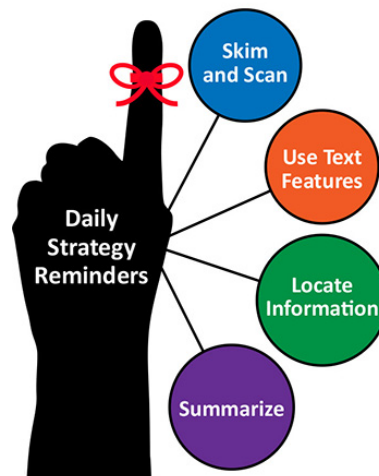 Skim
and Scan
Use Text
Features
Daily
Strategy
Reminders
Locate
Information
Summarize